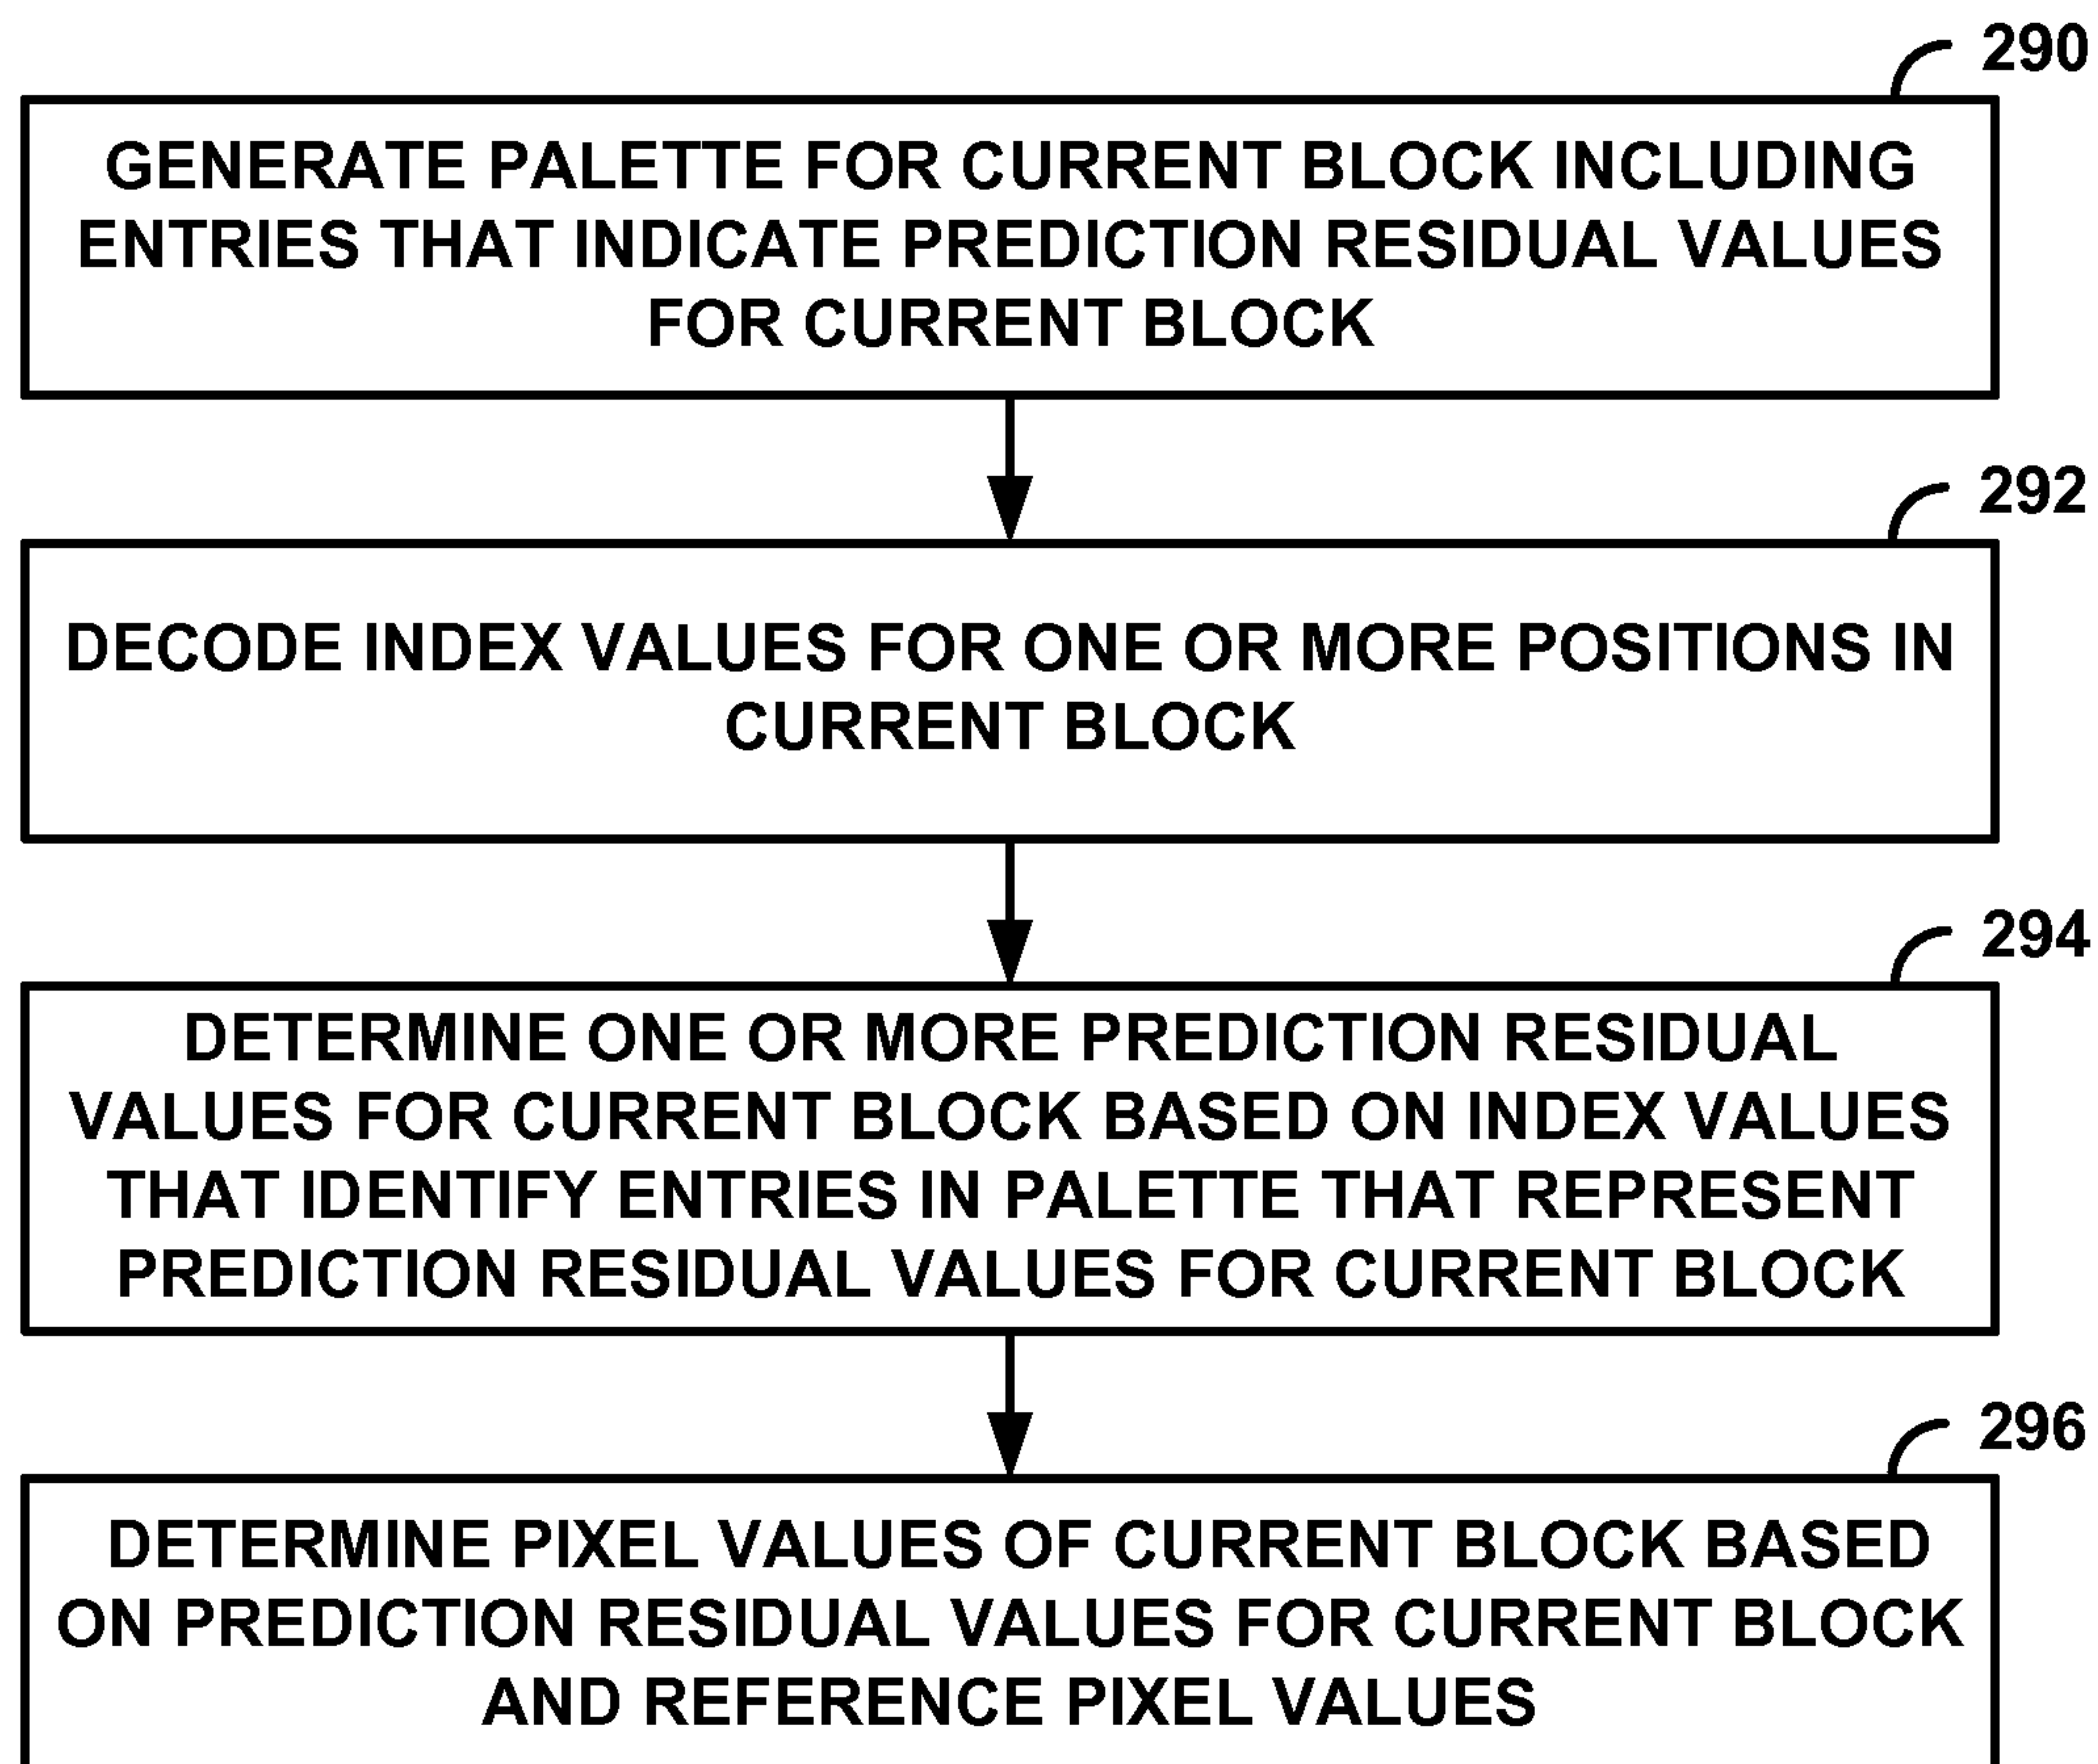 290
GENERATE PALETTE FOR CURRENT BLOCK INCLUDING
ENTRIES THAT INDICATE PREDICTION RESIDUAL VALUES
FOR CURRENT BLOCK
292
DECODE INDEX VALUES FOR ONE OR MORE POSITIONS IN
CURRENT BLOCK
294
DETERMINE ONE OR MORE PREDICTION RESIDUAL
VALUES FOR CURRENT BLOCK BASED ON INDEX VALUES
THAT IDENTIFY ENTRIES IN PALETTE THAT REPRESENT
PREDICTION RESIDUAL VALUES FOR CURRENT BLOCK
296
DETERMINE PIXEL VALUES OF CURRENT BLOCK BASED
ON PREDICTION RESIDUAL VALUES FOR CURRENT BLOCK
AND REFERENCE PIXEL VALUES